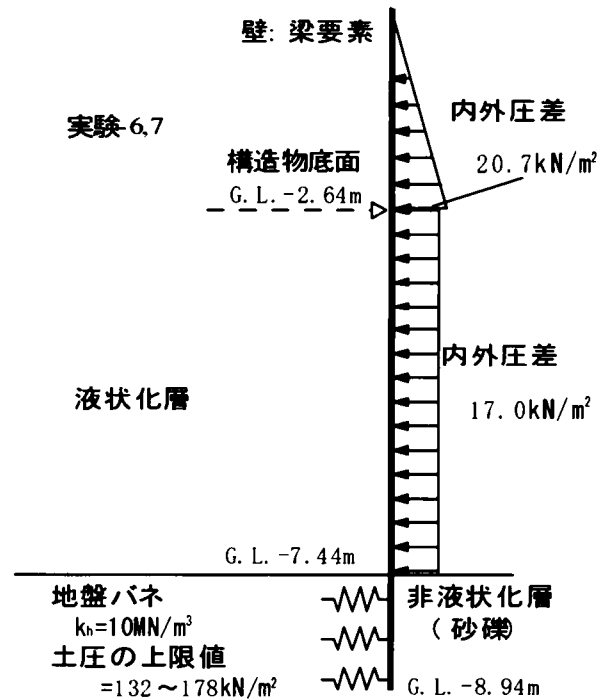 壁: 梁要素
実験-6,7
内外圧差
20.7kN/m²
構造物底面
G.L.-2.64m
内外圧差
17.0kN/m²
液状化層
G.L.-7.44m
地盤バネ
kh=10MN/m³
土圧の上限値
=132～178kN/m²
非液状化層
(砂礫)
G.L.-8.94m